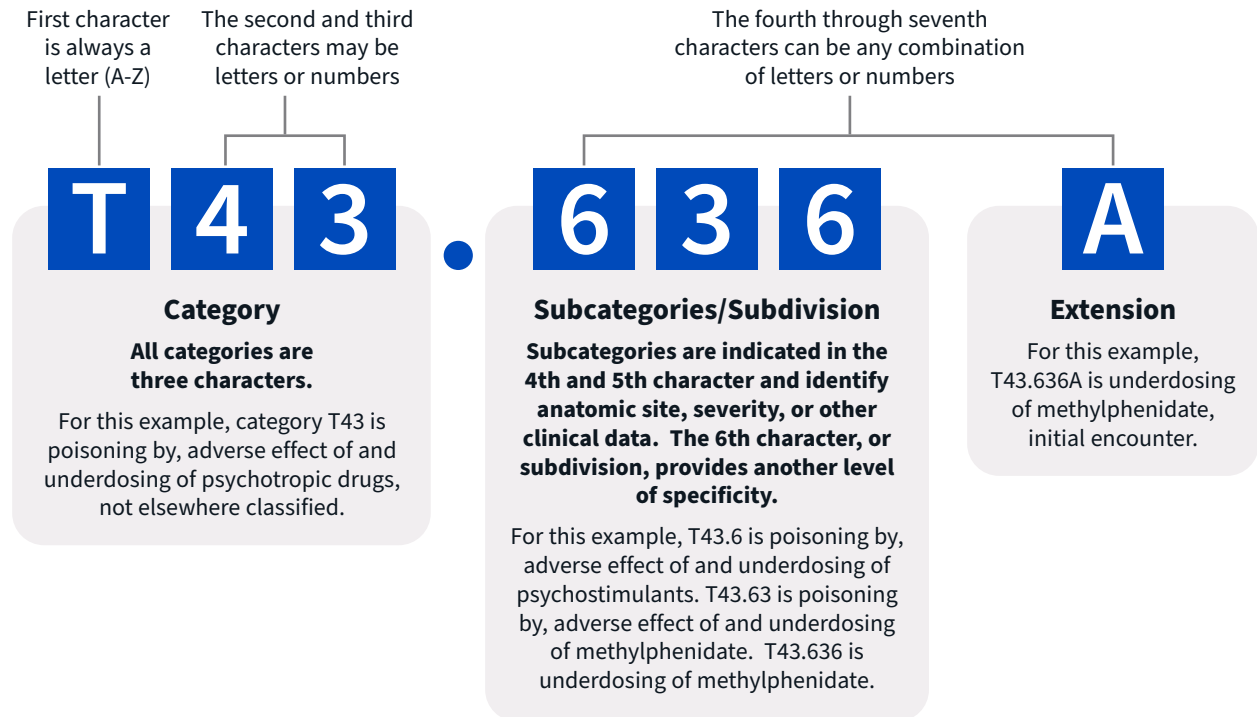 First character
is always a
letter (A-Z)
The second and third
characters may be
letters or numbers
The fourth through seventh
characters can be any combination
of letters or numbers
T 4 3 . 6 3 6 A
Category
All categories are
three characters.
For this example, category T43 is
poisoning by, adverse effect of and
underdosing of psychotropic drugs,
not elsewhere classified.
Subcategories/Subdivision
Subcategories are indicated in the
4th and 5th character and identify
anatomic site, severity, or other
clinical data.  The 6th character, or
subdivision, provides another level
of specificity.
For this example, T43.6 is poisoning by,
adverse effect of and underdosing of
psychostimulants. T43.63 is poisoning
by, adverse effect of and underdosing
of methylphenidate.  T43.636 is
underdosing of methylphenidate.
Extension
For this example,
T43.636A is underdosing
of methylphenidate,
initial encounter.